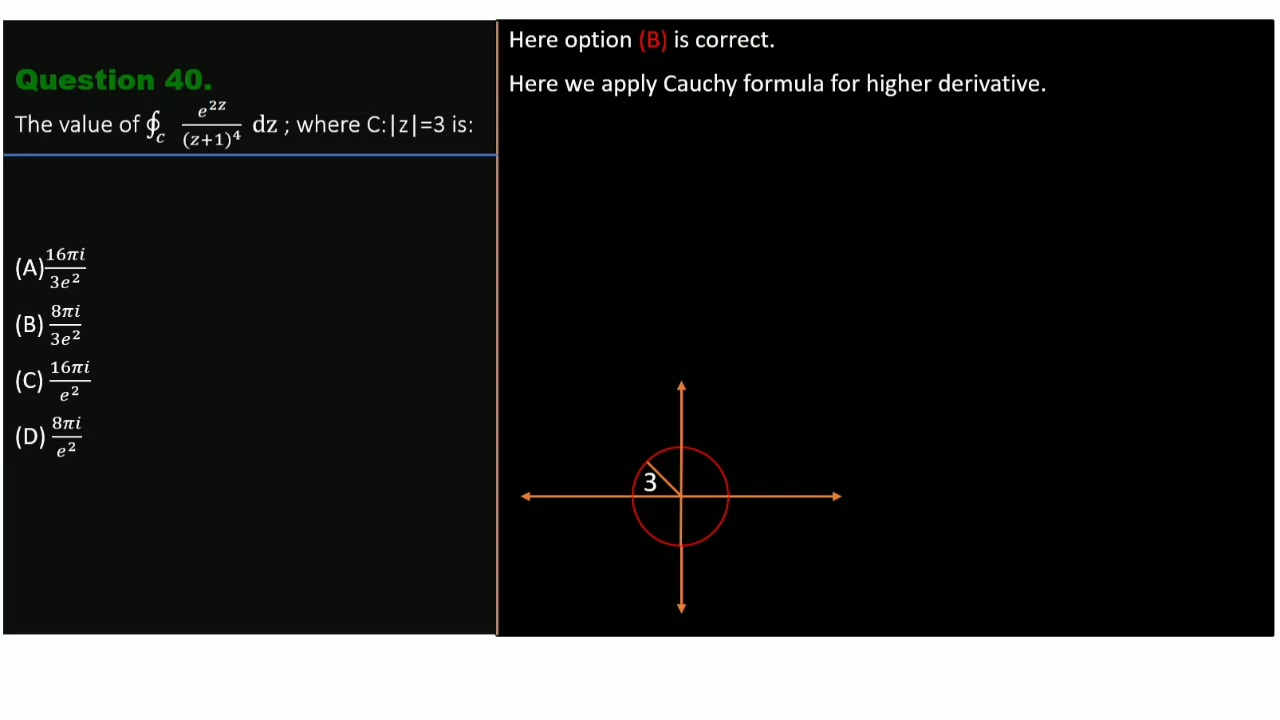 Question 40.
The value of ∮_c e^{2z}/(z+1)^4 dz ; where C:|z|=3 is:
(A) 16πi/3e^2
(B) 8πi/3e^2
(C) 16πi/e^2
(D) 8πi/e^2
Here option (B) is correct.
Here we apply Cauchy formula for higher derivative.
3